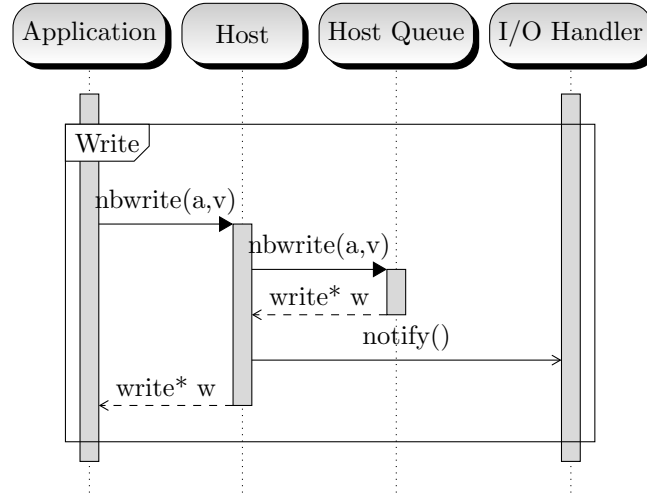 Application
Host
Host Queue
I/O Handler
Write
nbwrite(a,v)
nbwrite(a,v)
write* w
notify()
write* w